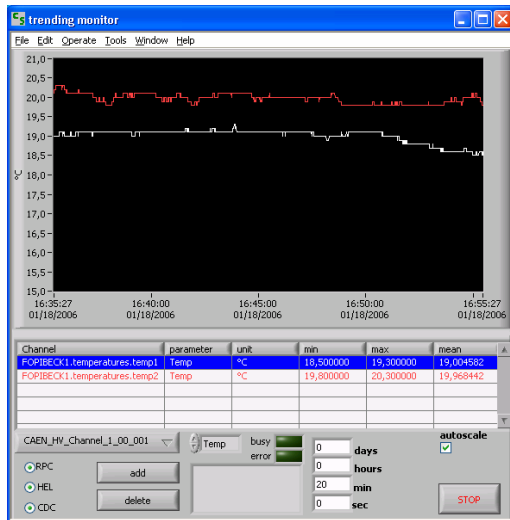 CS trending monitor
File Edit Operate Tools Window Help
21,0
20,5
20,0
19,5
19,0
18,5
°C 18,0
17,5
17,0
16,5
16,0
15,5
15,0
16:35:27 16:40:00 16:45:00 16:50:00 16:55:27
01/18/2006 01/18/2006 01/18/2006 01/18/2006 01/18/2006
Channel parameter unit min max mean
FOPIBECK1.temperatures.temp1 Temp °C 18,500000 19,300000 19,004582
FOPIBECK1.temperatures.temp2 Temp °C 19,800000 20,300000 19,968442
CAEN_HV_Channel_1_00_001 Temp busy 0 days autoscale
error
RPC add 0 hours
HEL 20 min
CDC delete 0 sec STOP